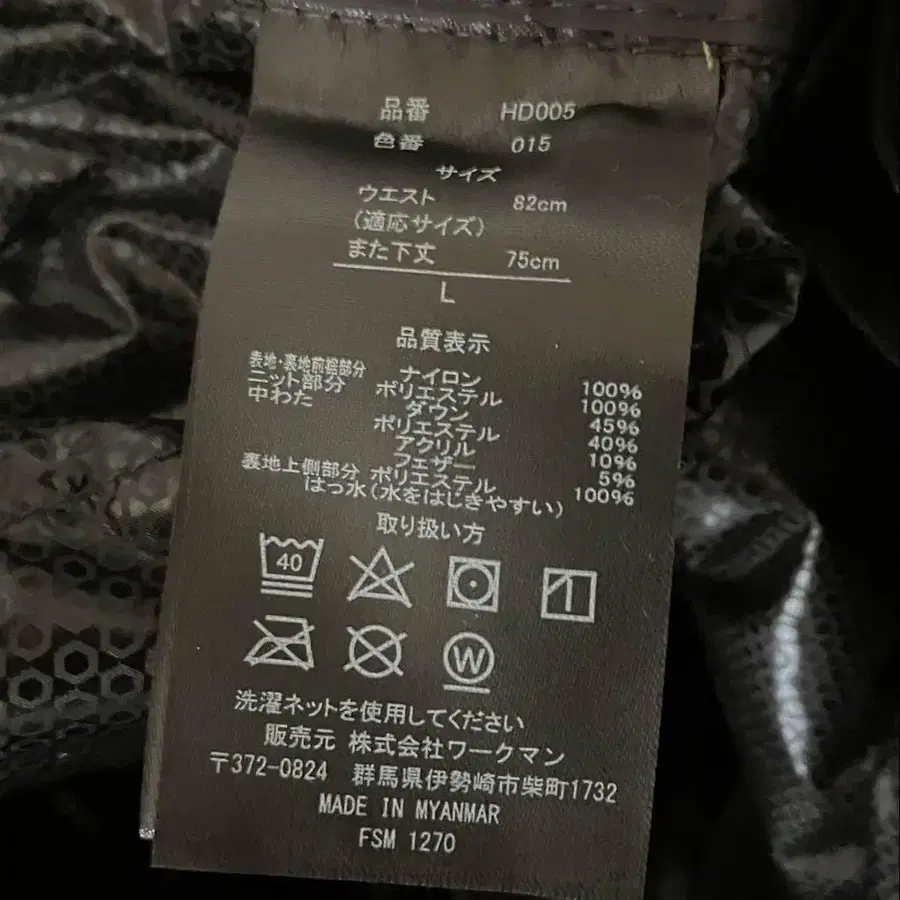 品番 HD005
色番 015
サイズ
ウエスト 82cm
(適応サイズ)
また下丈 75cm
L
品質表示
表地・裏地前裾部分 ナイロン 100%
ニット部分 ポリエステル 100%
中わた ダウン 45%
ポリエステル 40%
アクリル 10%
フェザー 5%
裏地上側部分 ポリエステル 100%
はっ水(水をはじきやすい)
取り扱い方
40
W
洗濯ネットを使用してください
販売元 株式会社ワークマン
〒372-0824 群馬県伊勢崎市柴町1732
MADE IN MYANMAR
FSM 1270